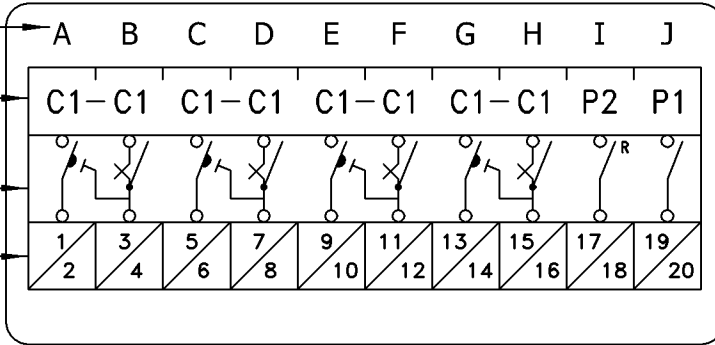 A B C D E F G H I J
C1-C1 C1-C1 C1-C1 C1-C1 P2 P1
R
1 3 5 7 9 11 13 15 17 19
2 4 6 8 10 12 14 16 18 20